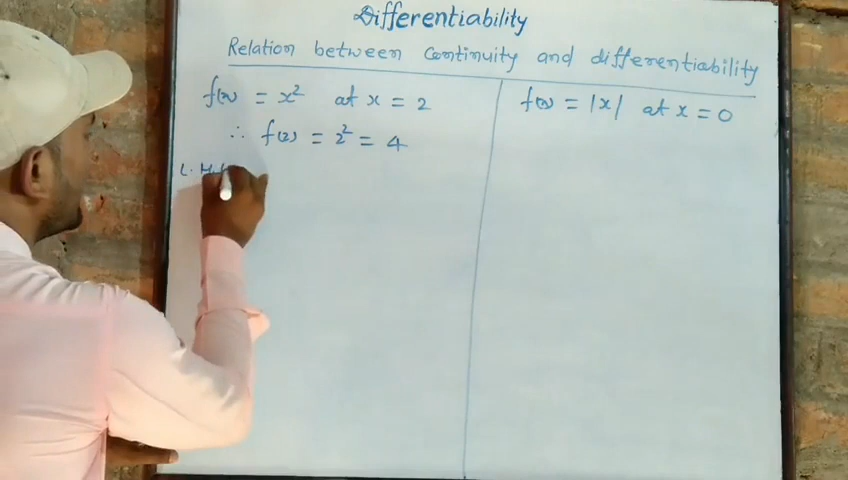 Differentiability
Relation between Continuity and differentiability
f(x) = x² at x = 2
∴ f(2) = 2² = 4
L.H.
f(x) = |x| at x = 0